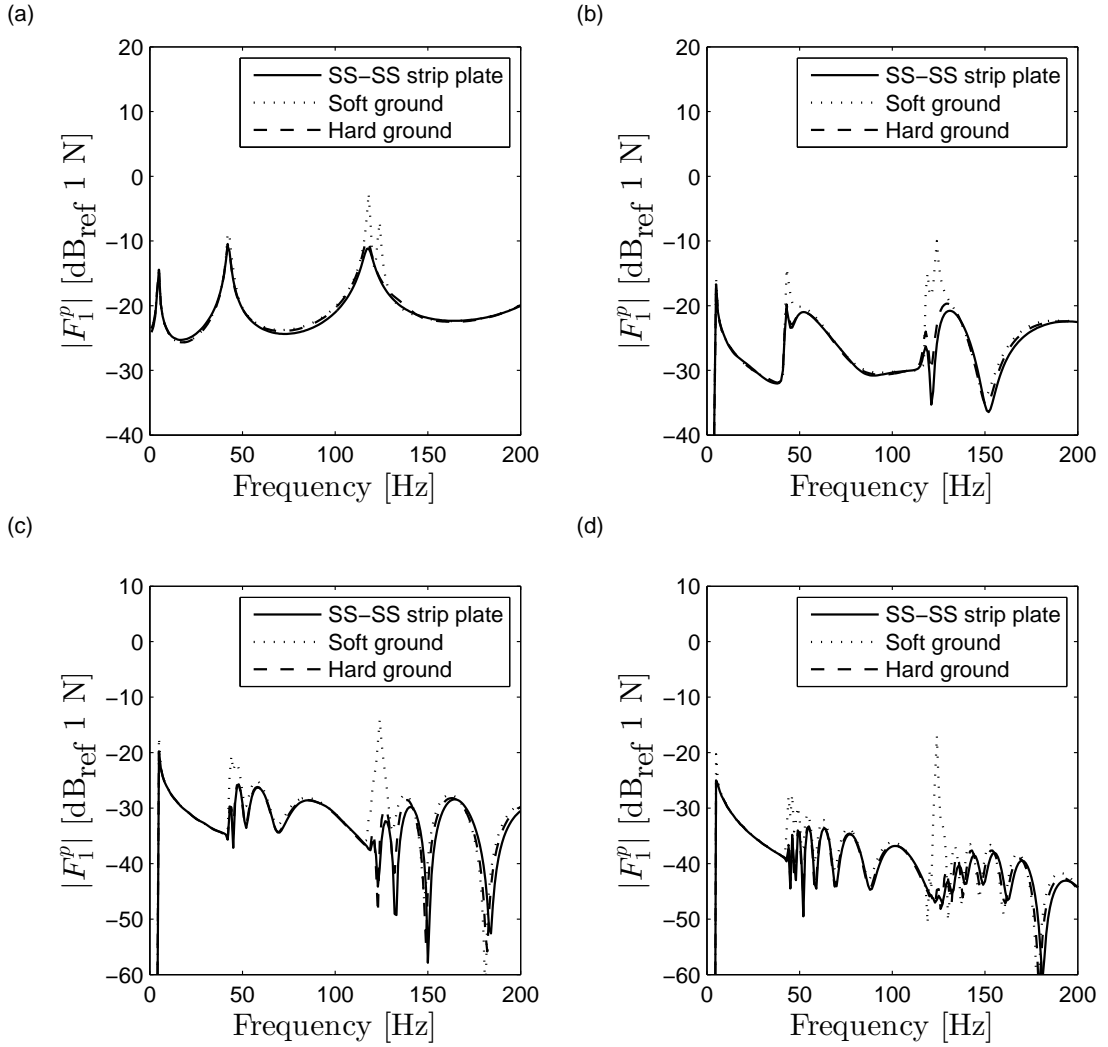 (a)
20
10
0
−10
−20
−30
−40
0 50 100 150 200
|F₁ᵖ| [dB_ref 1 N]
Frequency [Hz]
SS−SS strip plate
Soft ground
Hard ground
(b)
20
10
0
−10
−20
−30
−40
0 50 100 150 200
|F₁ᵖ| [dB_ref 1 N]
Frequency [Hz]
SS−SS strip plate
Soft ground
Hard ground
(c)
10
0
−10
−20
−30
−40
−50
−60
0 50 100 150 200
|F₁ᵖ| [dB_ref 1 N]
Frequency [Hz]
SS−SS strip plate
Soft ground
Hard ground
(d)
10
0
−10
−20
−30
−40
−50
−60
0 50 100 150 200
|F₁ᵖ| [dB_ref 1 N]
Frequency [Hz]
SS−SS strip plate
Soft ground
Hard ground